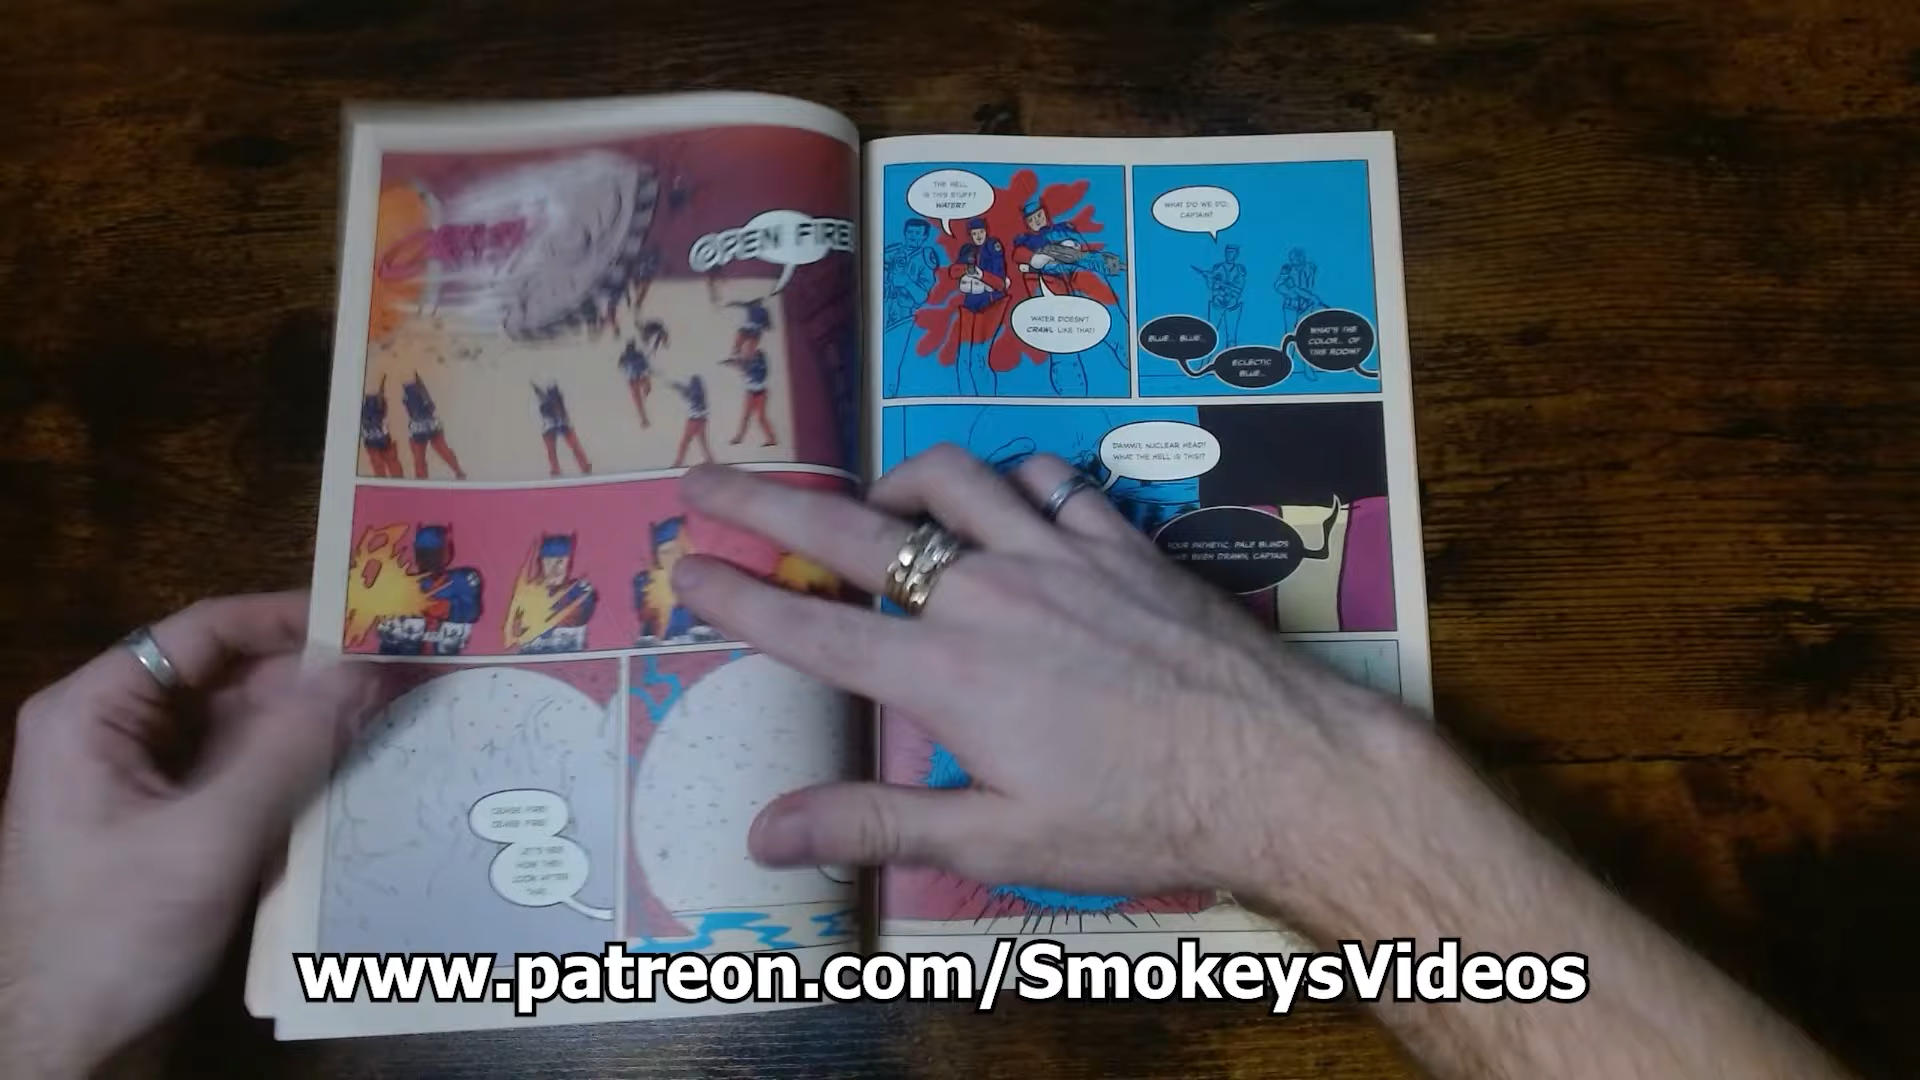 OPEN FIRE!
CEASE FIRE!
CEASE FIRE!
LET'S SEE
HOW THEY
LOOK AFTER
THAT.
THE HELL
IS THIS STUFF?
WATER?
WATER DOESN'T
CRAWL LIKE THAT!
WHAT DO WE DO,
CAPTAIN?
BLUE... BLUE...
ECLECTIC
BLUE...
WHAT'S THE
COLOR... OF
THE ROOM?
DAMMIT, NUCLEAR HEAD!
WHAT THE HELL IS THIS!?
YOUR PATHETIC, PALE BLINDS
BEEN DRAWN, CAPTAIN.
www.patreon.com/SmokeysVideos